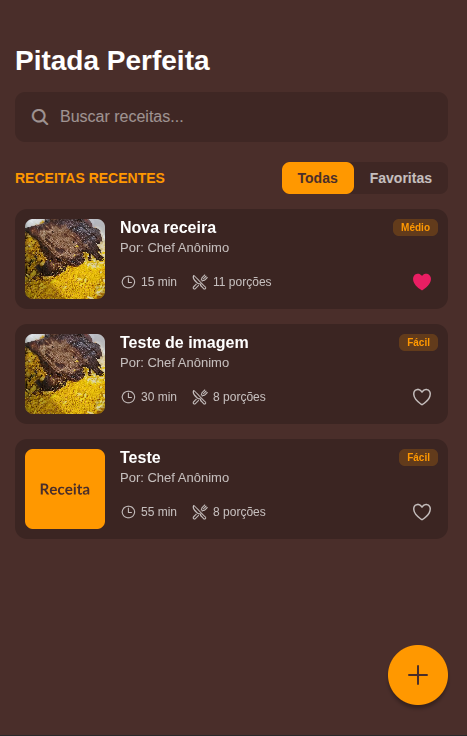 Pitada Perfeita
Buscar receitas...
RECEITAS RECENTES
Todas
Favoritas
Nova receira
Médio
Por: Chef Anônimo
15 min
11 porções
Teste de imagem
Fácil
Por: Chef Anônimo
30 min
8 porções
Receita
Teste
Fácil
Por: Chef Anônimo
55 min
8 porções